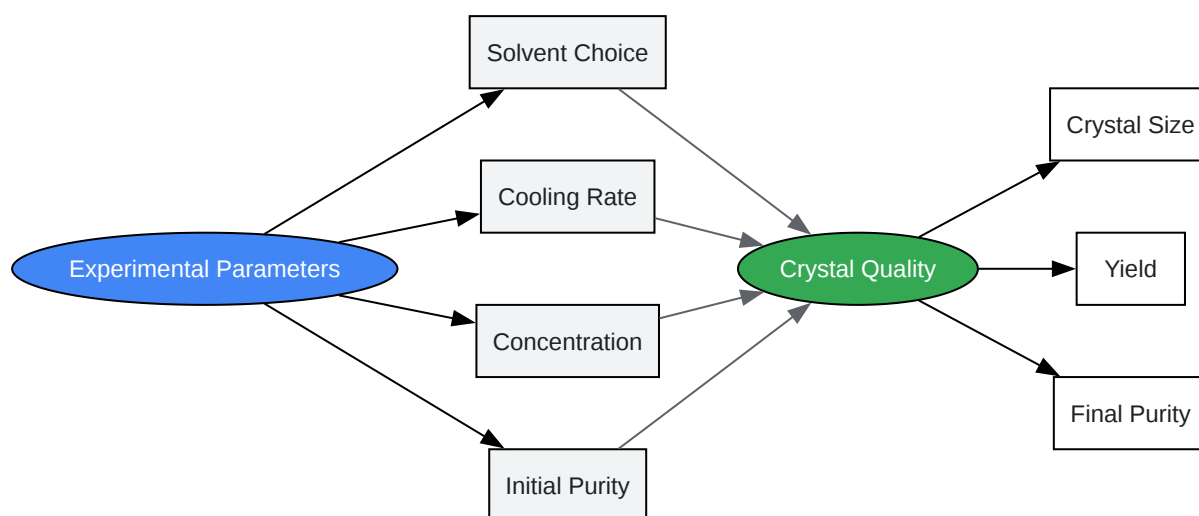 Solvent Choice
Crystal Size
Cooling Rate
Experimental Parameters
Crystal Quality
Yield
Concentration
Final Purity
Initial Purity